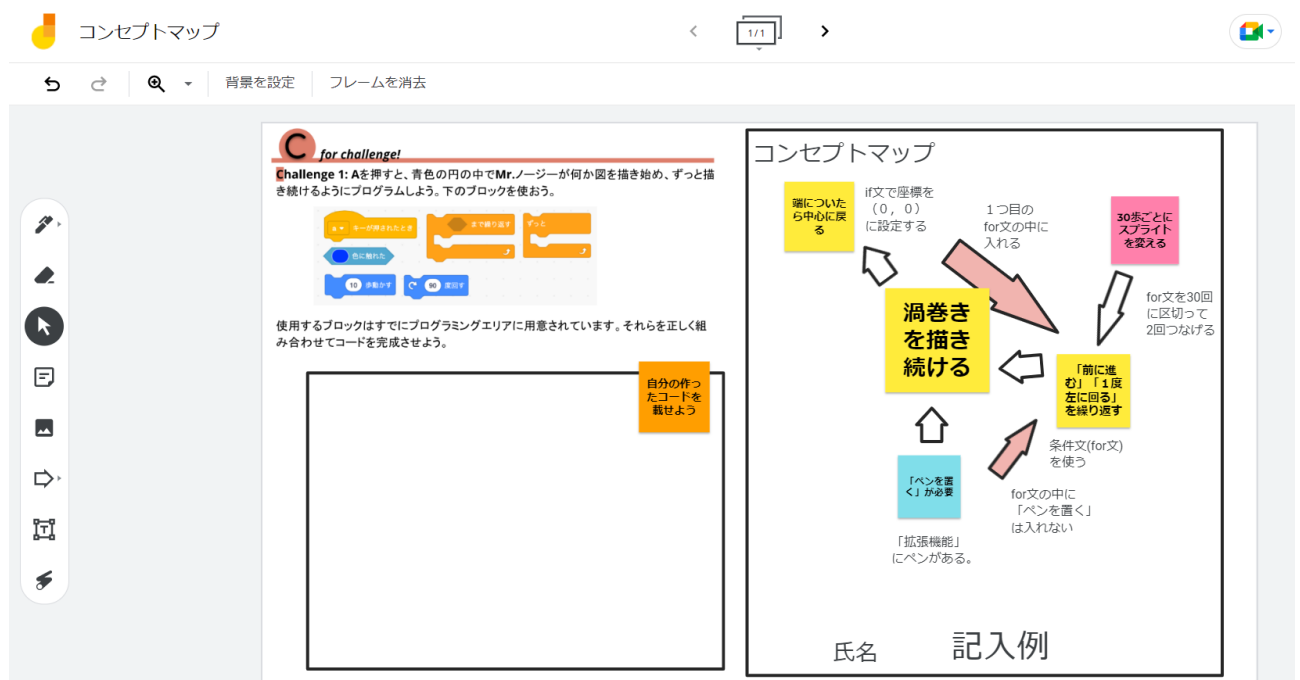 コンセプトマップ
1/1
背景を設定
フレームを消去
C for challenge!
Challenge 1: Aを押すと、青色の円の中でMr.ノージーが何か図を描き始め、ずっと描
き続けるようにプログラムしよう。下のブロックを使おう。
a キーが押されたとき
まで繰り返す
ずっと
色に触れた
10 歩動かす
90 度回す
使用するブロックはすでにプログラミングエリアに用意されています。それらを正しく組
み合わせてコードを完成させよう。
自分の作っ
たコードを
載せよう
コンセプトマップ
端についた
ら中心に戻
る
if文で座標を
（0，0）
に設定する
１つ目の
for文の中に
入れる
30歩ごとに
スプライト
を変える
for文を30回
に区切って
2回つなげる
渦巻き
を描き
続ける
「前に進
む」「１度
左に回る」
を繰り返す
条件文(for文)
を使う
「ペンを置
く」が必要
for文の中に
「ペンを置く」
は入れない
「拡張機能」
にペンがある。
氏名 記入例